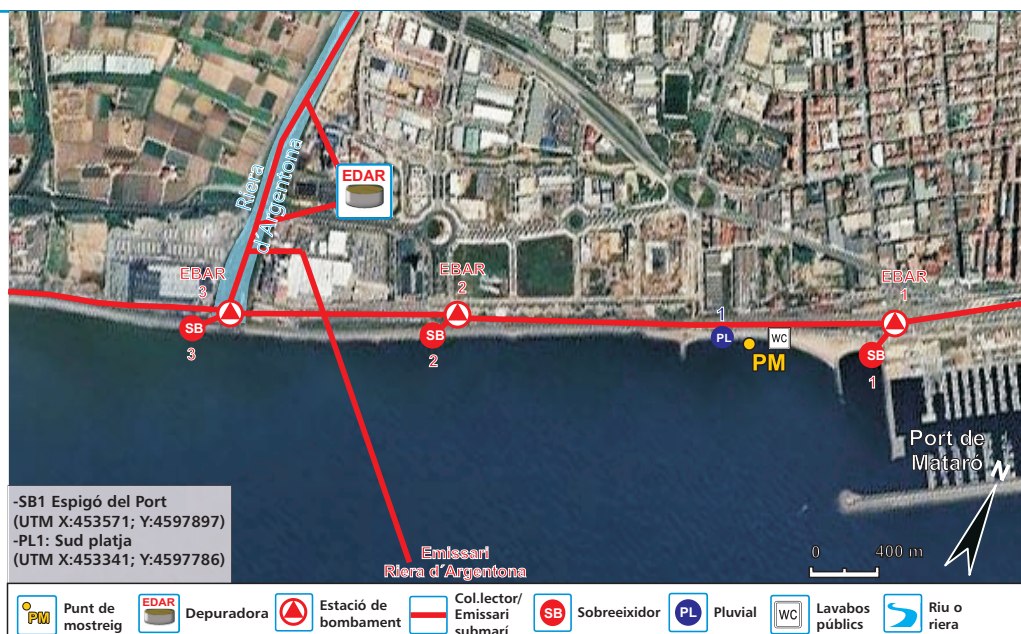 EDAR
Riera
d´Argentona
EBAR
3
EBAR
2
EBAR
1
SB
3
SB
2
1
PL
PM
WC
SB
1
Port de
Mataró
N
-SB1 Espigó del Port
(UTM X:453571; Y:4597897)
-PL1: Sud platja
(UTM X:453341; Y:4597786)
Emissari
Riera d´Argentona
0 400 m
PM
Punt de
mostreig
EDAR
Depuradora
Estació de
bombament
Col.lector/
Emissari
submarí
SB
Sobreeixidor
PL
Pluvial
WC
Lavabos
públics
Riu o
riera